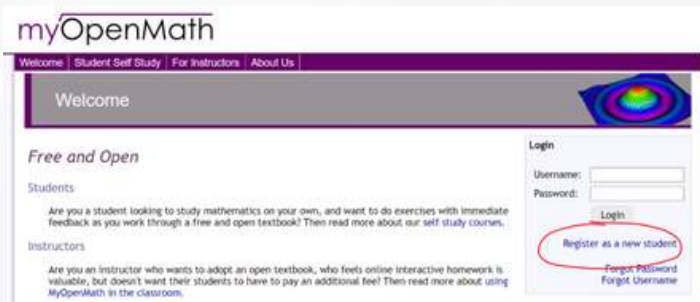 myOpenMath
Welcome Student Self Study For Instructors About Us
Welcome
Free and Open
Students
Are you a student looking to study mathematics on your own, and want to do exercises with immediate
feedback as you work through a free and open textbook? Then read more about our self study courses.
Instructors
Are you an instructor who wants to adopt an open textbook, who feels online interactive homework is
valuable, but doesn't want their students to have to pay an additional fee? Then read more about using
MyOpenMath in the classroom.
Login
Username:
Password:
Login
Register as a new student
Forgot Password
Forgot Username